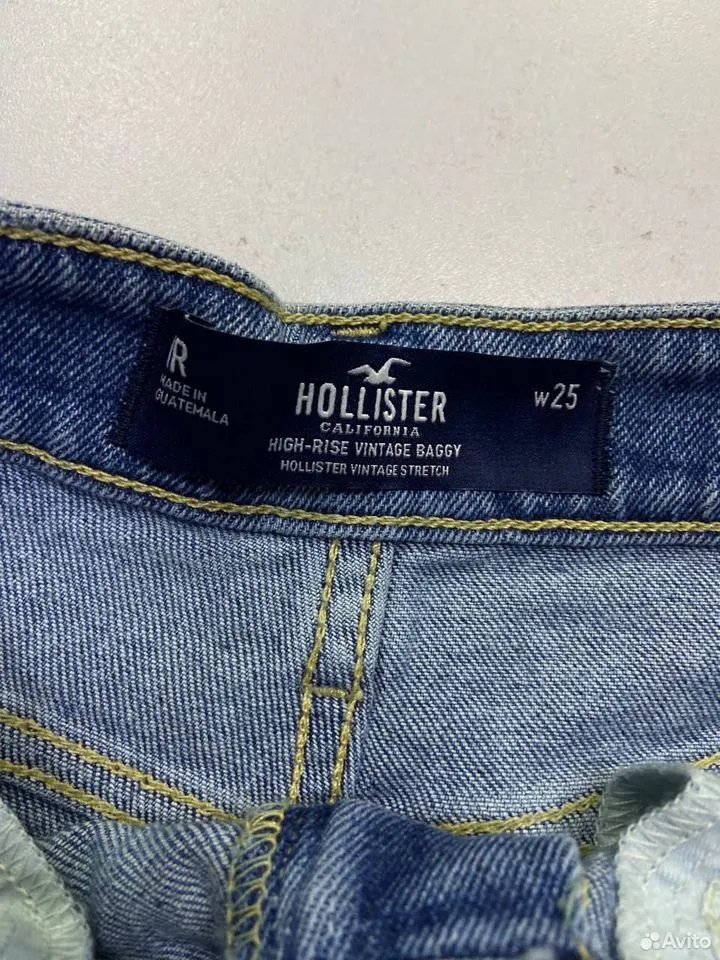 MADE IN
GUATEMALA
HOLLISTER
CALIFORNIA
HIGH-RISE VINTAGE BAGGY
HOLLISTER VINTAGE STRETCH
W25
Avito